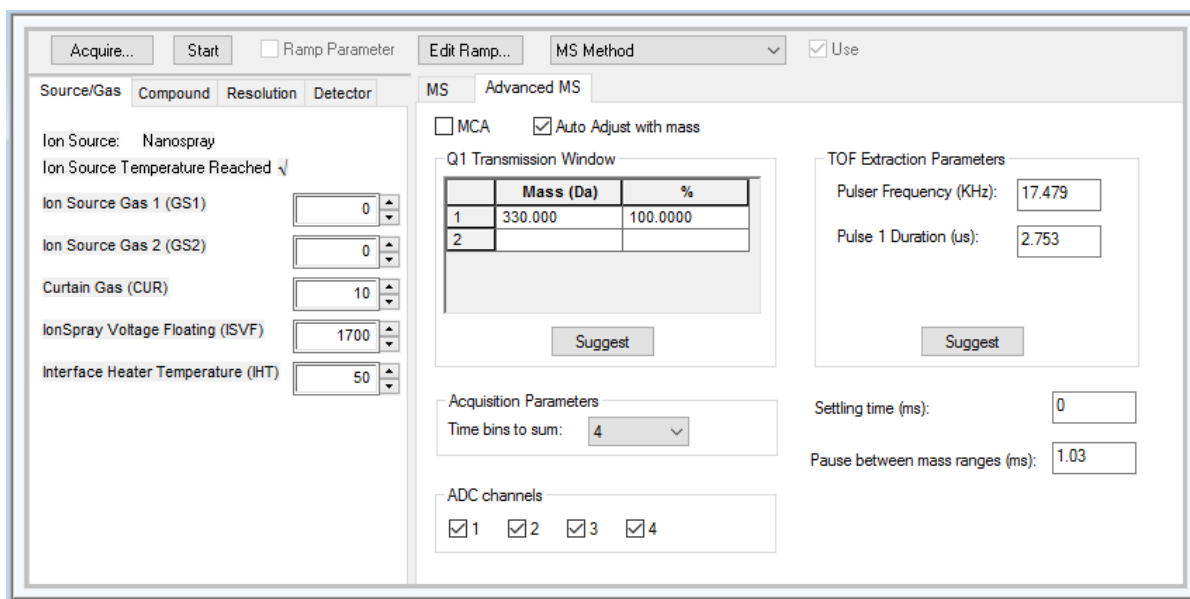 Acquire... Start Ramp Parameter Edit Ramp... MS Method Use
Source/Gas Compound Resolution Detector
Ion Source: Nanospray
Ion Source Temperature Reached √
Ion Source Gas 1 (GS1) 0
Ion Source Gas 2 (GS2) 0
Curtain Gas (CUR) 10
IonSpray Voltage Floating (ISVF) 1700
Interface Heater Temperature (IHT) 50
MS Advanced MS
MCA Auto Adjust with mass
Q1 Transmission Window
Mass (Da) %
1 330.000 100.0000
2
Suggest
TOF Extraction Parameters
Pulser Frequency (KHz): 17.479
Pulse 1 Duration (us): 2.753
Suggest
Acquisition Parameters
Time bins to sum: 4
Settling time (ms): 0
Pause between mass ranges (ms): 1.03
ADC channels
1 2 3 4